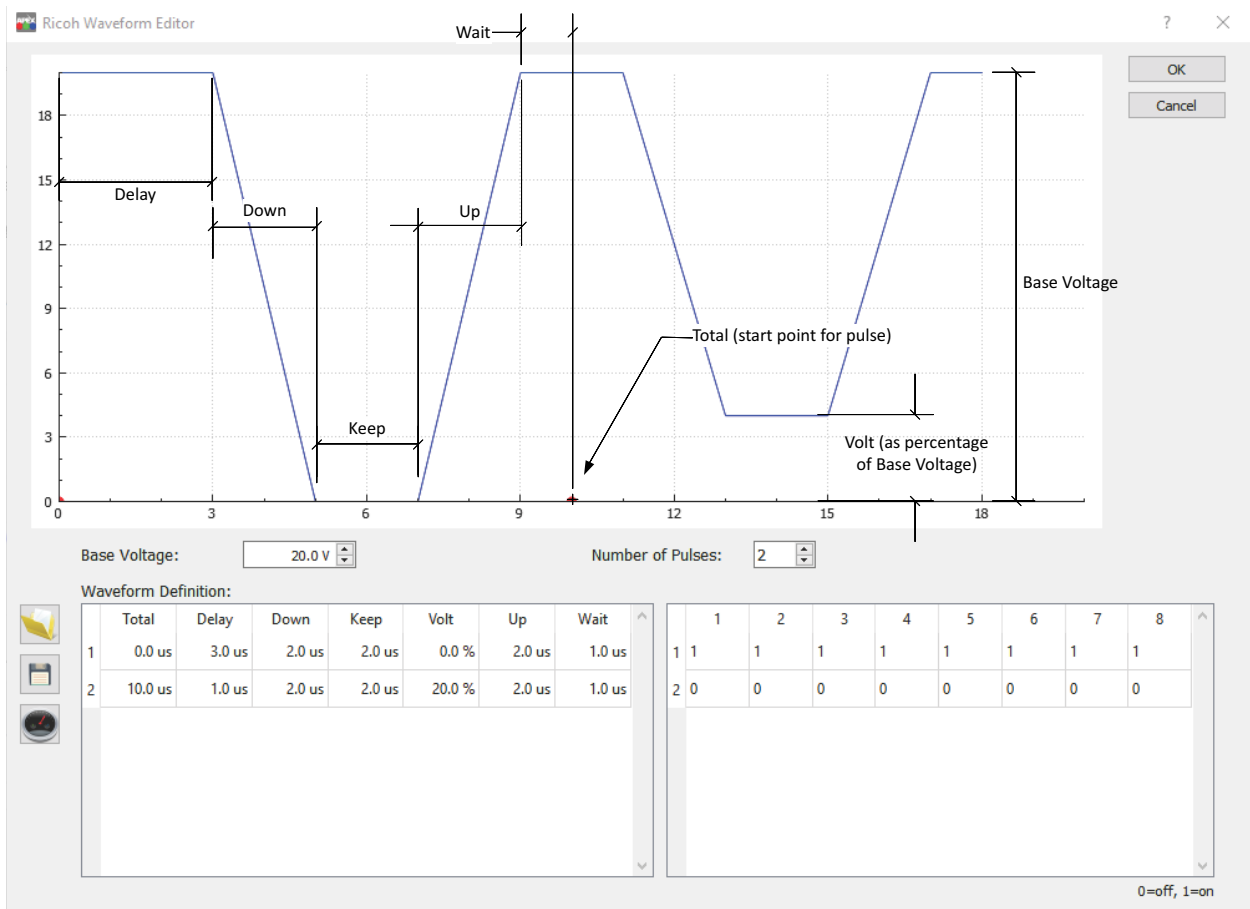 APEX Ricoh Waveform Editor ?
OK
Cancel
Wait
18
15
12
9
6
3
0
Delay
Down
Up
Keep
Base Voltage
Total (start point for pulse)
Volt (as percentage
of Base Voltage)
0 3 6 9 12 15 18
Base Voltage: 20.0 V Number of Pulses: 2
Waveform Definition:
Total Delay Down Keep Volt Up Wait
1 0.0 us 3.0 us 2.0 us 2.0 us 0.0 % 2.0 us 1.0 us
2 10.0 us 1.0 us 2.0 us 2.0 us 20.0 % 2.0 us 1.0 us
1 2 3 4 5 6 7 8
1 1 1 1 1 1 1 1 1
2 0 0 0 0 0 0 0 0
0=off, 1=on